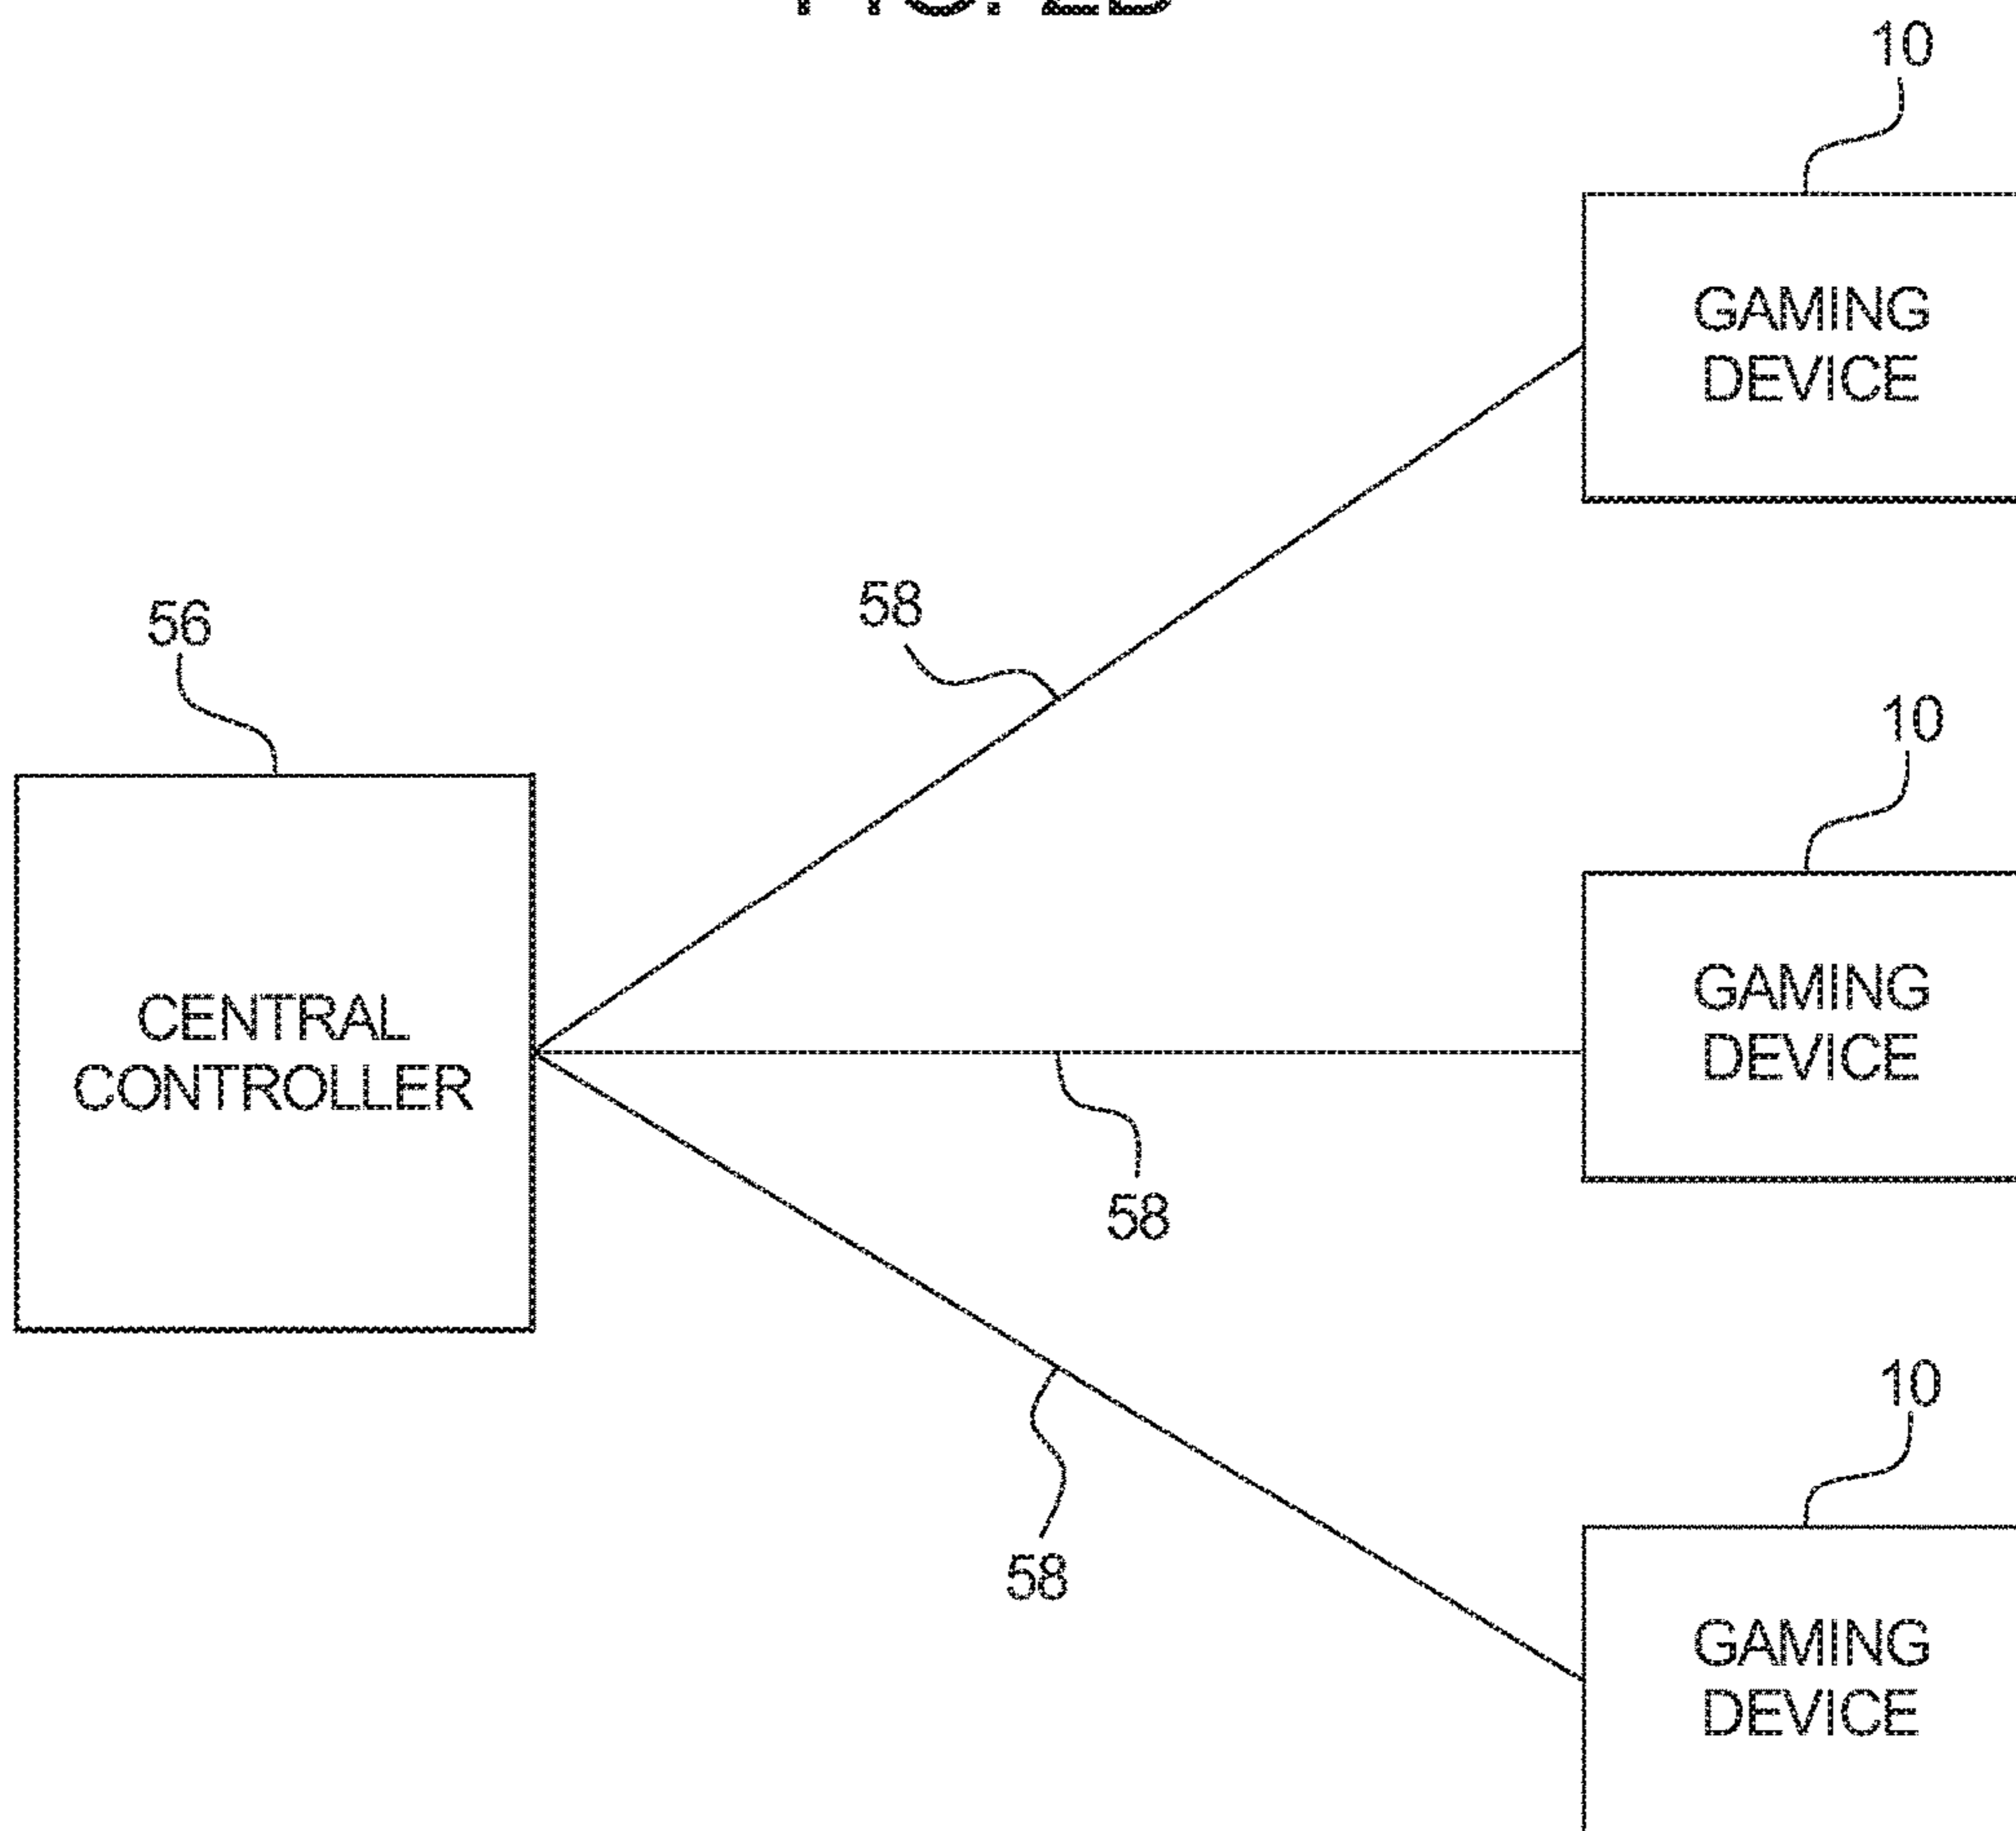 10
GAMING
DEVICE
58
56
10
CENTRAL
CONTROLLER
GAMING
DEVICE
58
10
58
GAMING
DEVICE